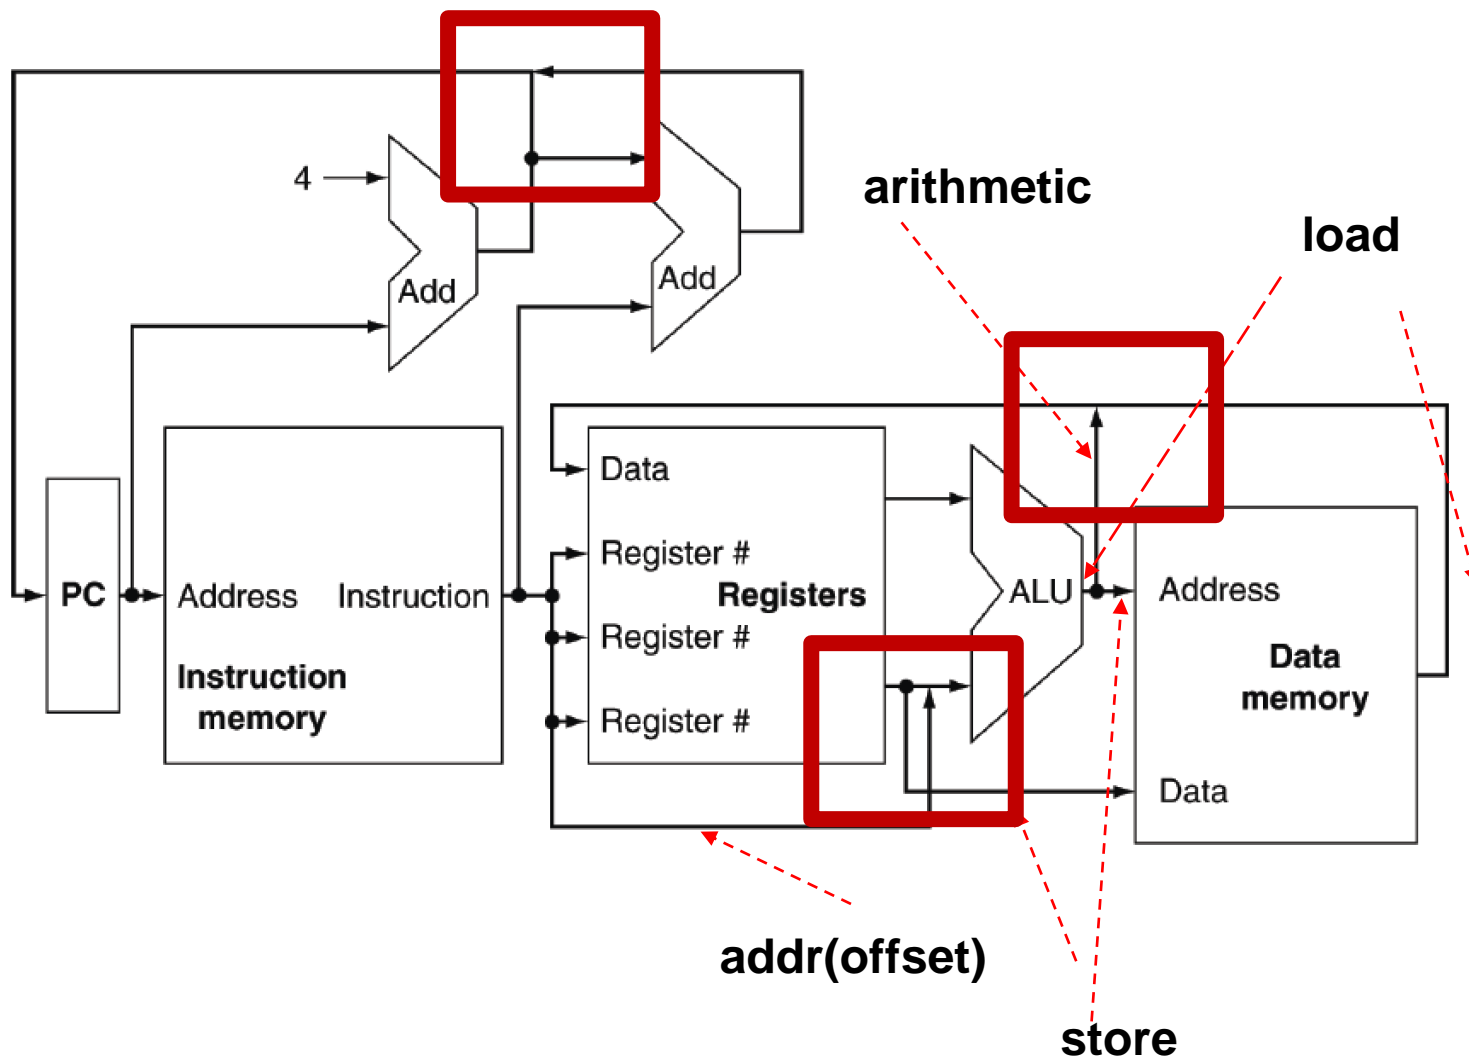 4
Add
Add
arithmetic
load
PC
Address
Instruction
Instruction
memory
Data
Register #
Registers
Register #
Register #
ALU
Address
Data
memory
Data
addr(offset)
store